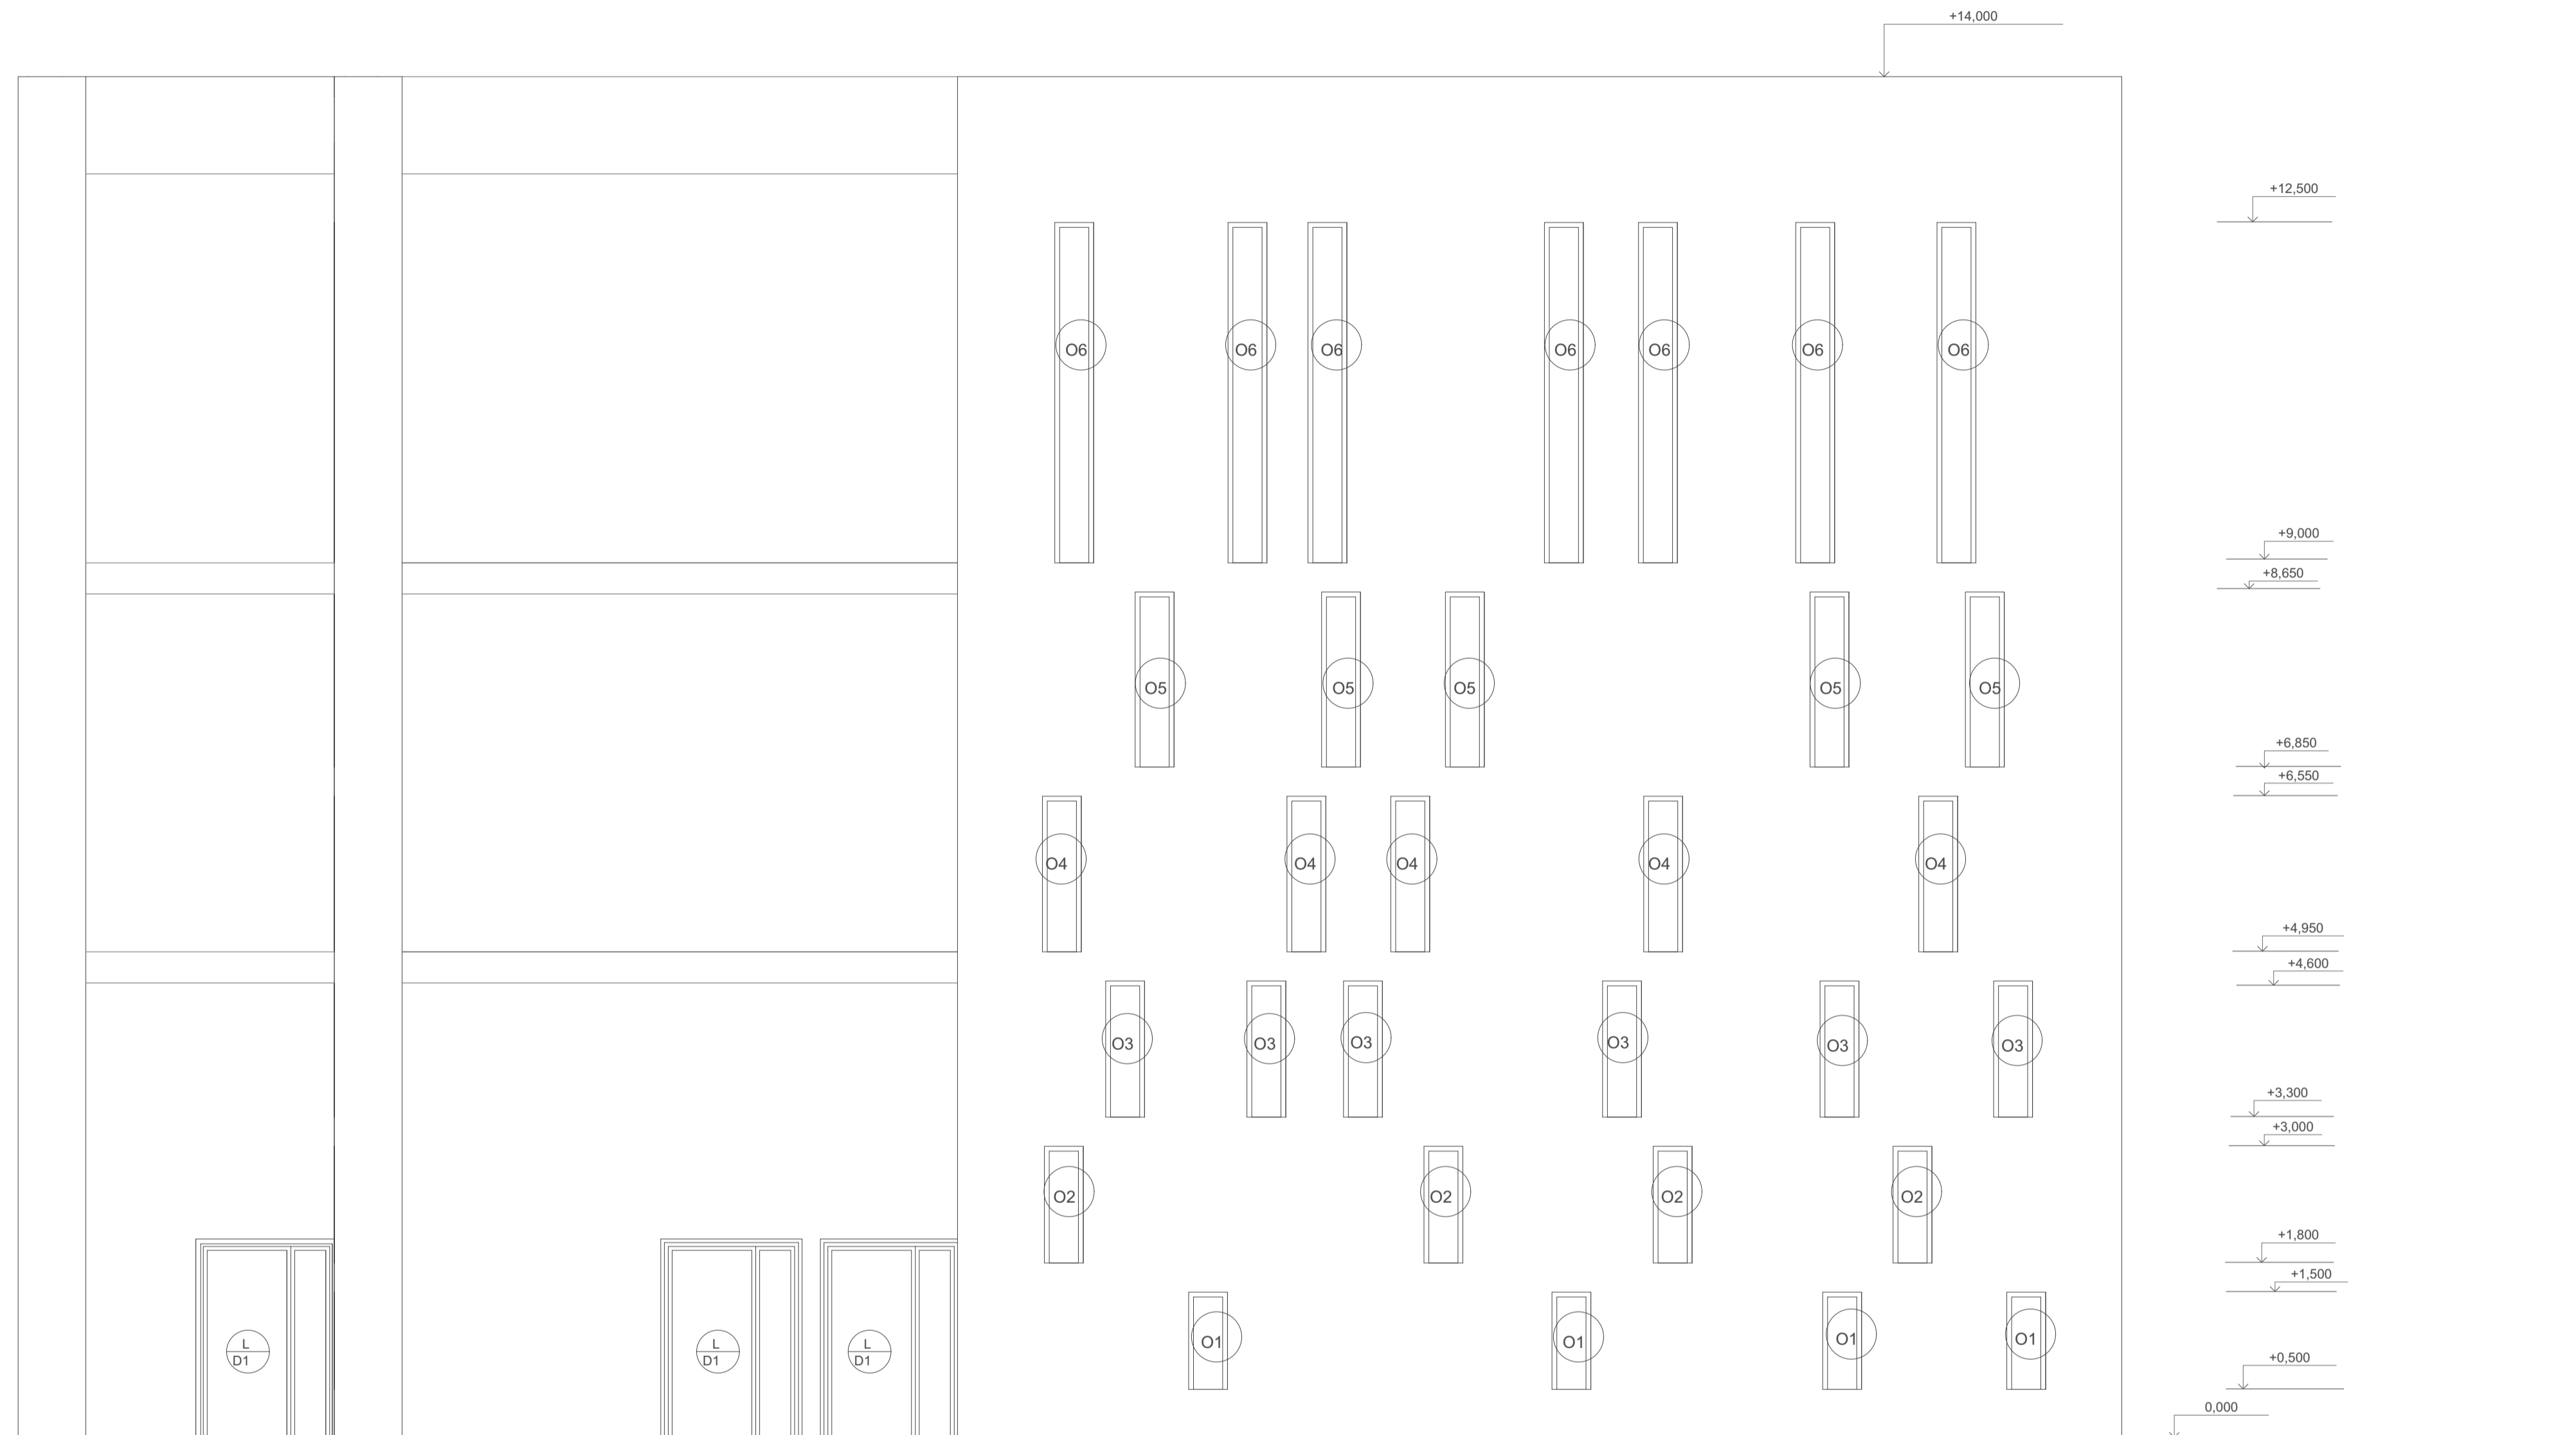 +14,000
+12,500
O6 O6 O6 O6 O6 O6 O6
+9,000
+8,650
O5 O5 O5 O5 O5
+6,850
+6,550
O4 O4 O4 O4 O4
+4,950
+4,600
O3 O3 O3 O3 O3 O3
+3,300
+3,000
O2 O2 O2 O2
+1,800
+1,500
O1 O1 O1 O1
L L L
D1 D1 D1
+0,500
0,000